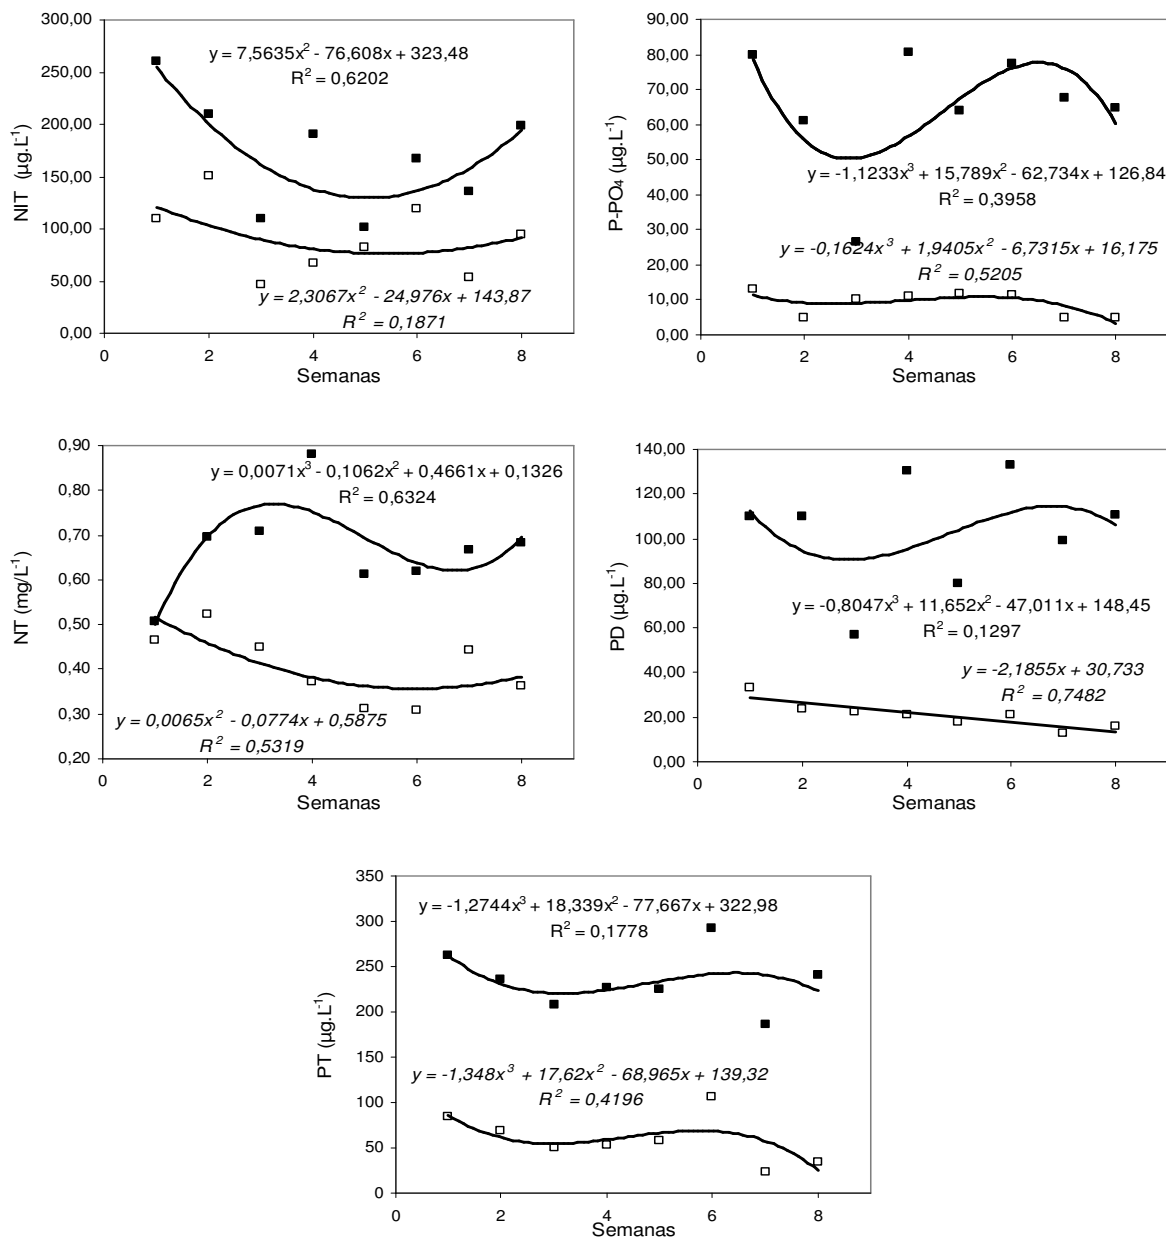 300,00
250,00
200,00
150,00
100,00
50,00
0,00
NIT (µg.L⁻¹)
y = 7,5635x² - 76,608x + 323,48
R² = 0,6202
y = 2,3067x² - 24,976x + 143,87
R² = 0,1871
0 2 4 6 8
Semanas
90,00
80,00
70,00
60,00
50,00
40,00
30,00
20,00
10,00
0,00
P-PO₄ (µg.L⁻¹)
y = -1,1233x³ + 15,789x² - 62,734x + 126,84
R² = 0,3958
y = -0,1624x³ + 1,9405x² - 6,7315x + 16,175
R² = 0,5205
0 2 4 6 8
Semanas
0,90
0,80
0,70
0,60
0,50
0,40
0,30
0,20
NT (mg/L⁻¹)
y = 0,0071x³ - 0,1062x² + 0,4661x + 0,1326
R² = 0,6324
y = 0,0065x² - 0,0774x + 0,5875
R² = 0,5319
0 2 4 6 8
Semanas
140,00
120,00
100,00
80,00
60,00
40,00
20,00
0,00
PD (µg.L⁻¹)
y = -0,8047x³ + 11,652x² - 47,011x + 148,45
R² = 0,1297
y = -2,1855x + 30,733
R² = 0,7482
0 2 4 6 8
Semanas
350
300
250
200
150
100
50
0
PT (µg.L⁻¹)
y = -1,2744x³ + 18,339x² - 77,667x + 322,98
R² = 0,1778
y = -1,348x³ + 17,62x² - 68,965x + 139,32
R² = 0,4196
0 2 4 6 8
Semanas